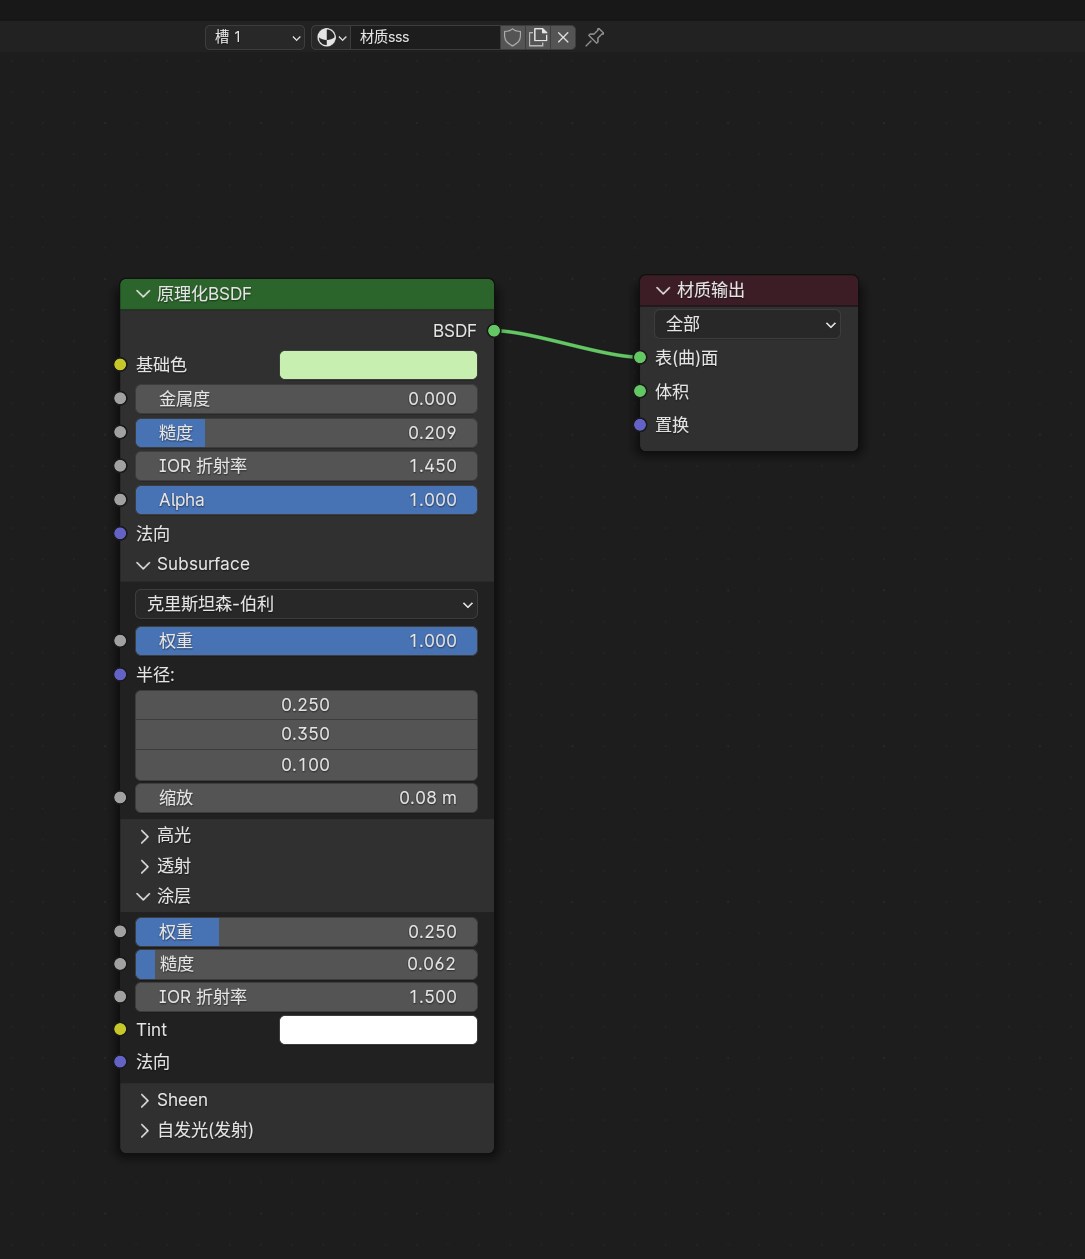 槽 1
材质sss
原理化BSDF
BSDF
基础色
金属度 0.000
糙度 0.209
IOR 折射率 1.450
Alpha 1.000
法向
Subsurface
克里斯坦森-伯利
权重 1.000
半径:
0.250
0.350
0.100
缩放 0.08 m
高光
透射
涂层
权重 0.250
糙度 0.062
IOR 折射率 1.500
Tint
法向
Sheen
自发光(发射)
材质输出
全部
表(曲)面
体积
置换